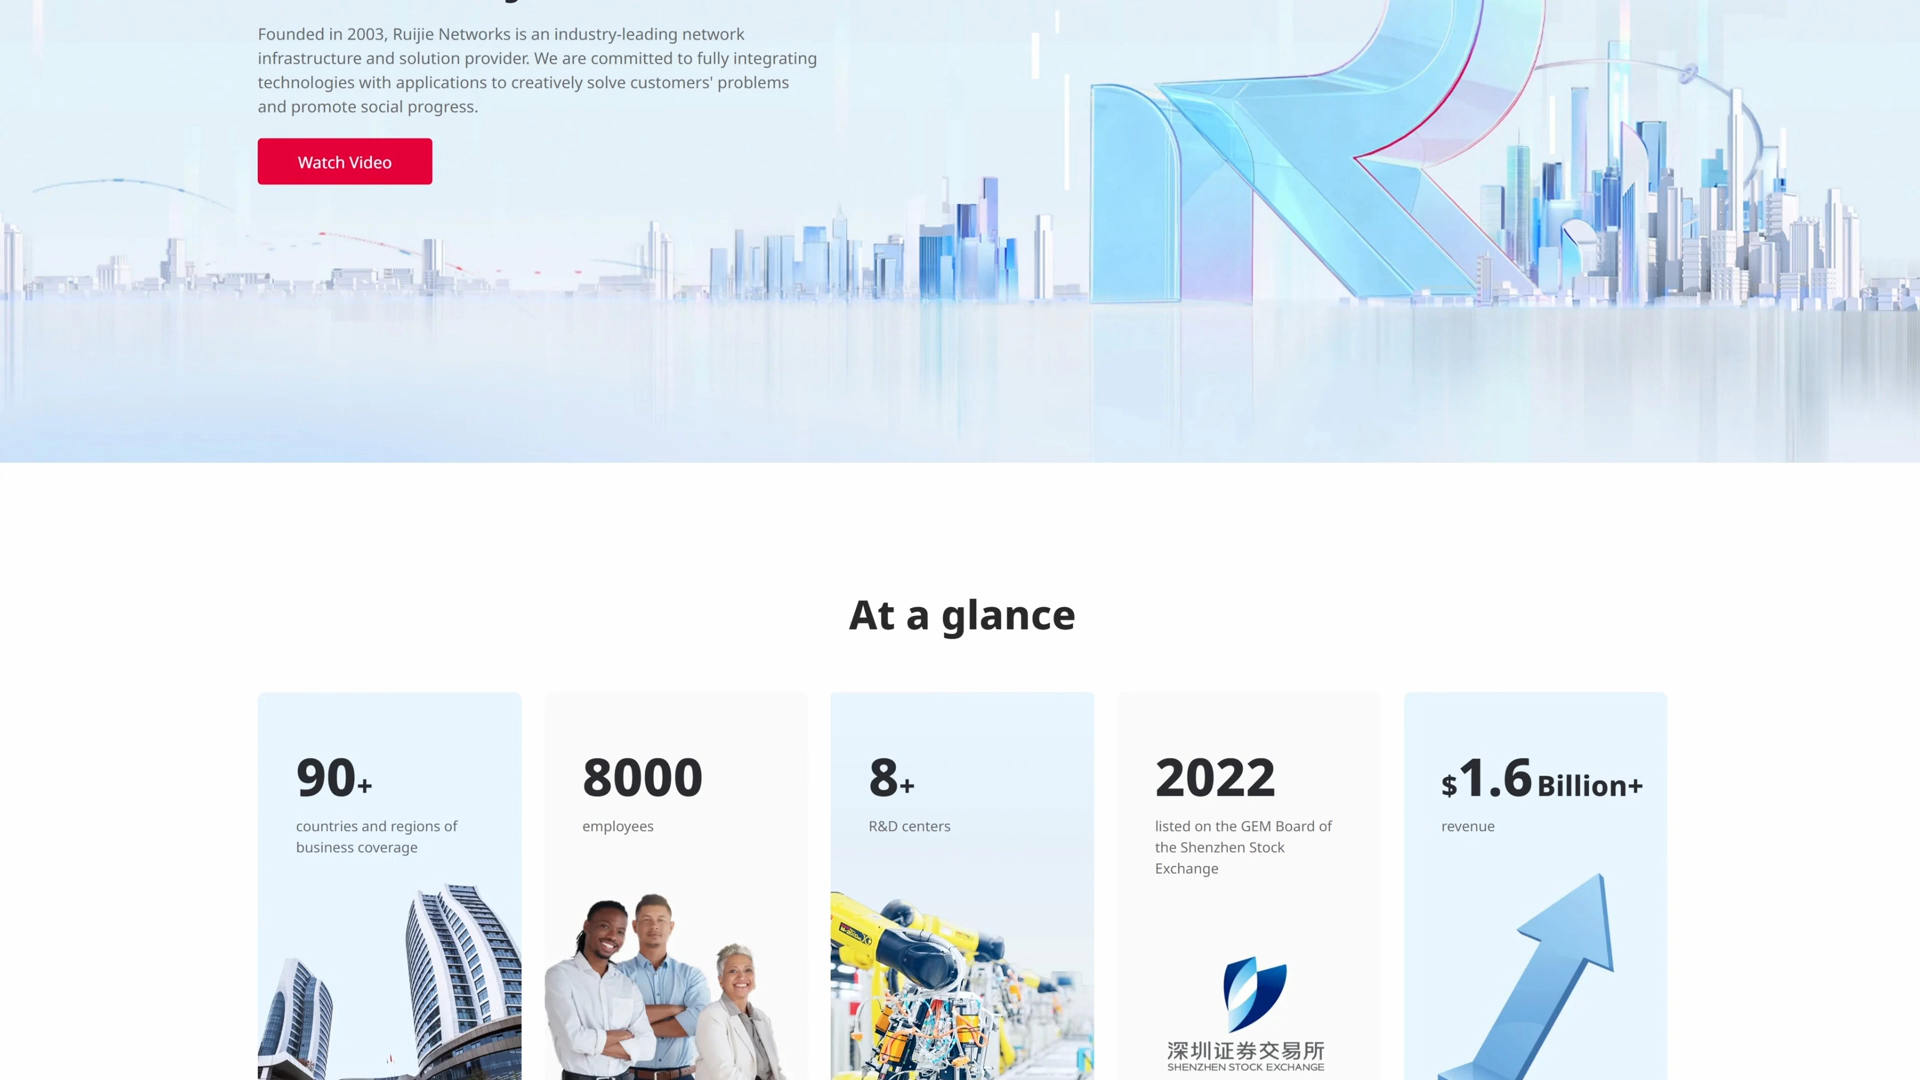 Founded in 2003, Ruijie Networks is an industry-leading network
infrastructure and solution provider. We are committed to fully integrating
technologies with applications to creatively solve customers' problems
and promote social progress.
Watch Video
At a glance
90+
countries and regions of
business coverage
8000
employees
8+
R&D centers
2022
listed on the GEM Board of
the Shenzhen Stock
Exchange
深圳证券交易所
SHENZHEN STOCK EXCHANGE
$1.6 Billion+
revenue